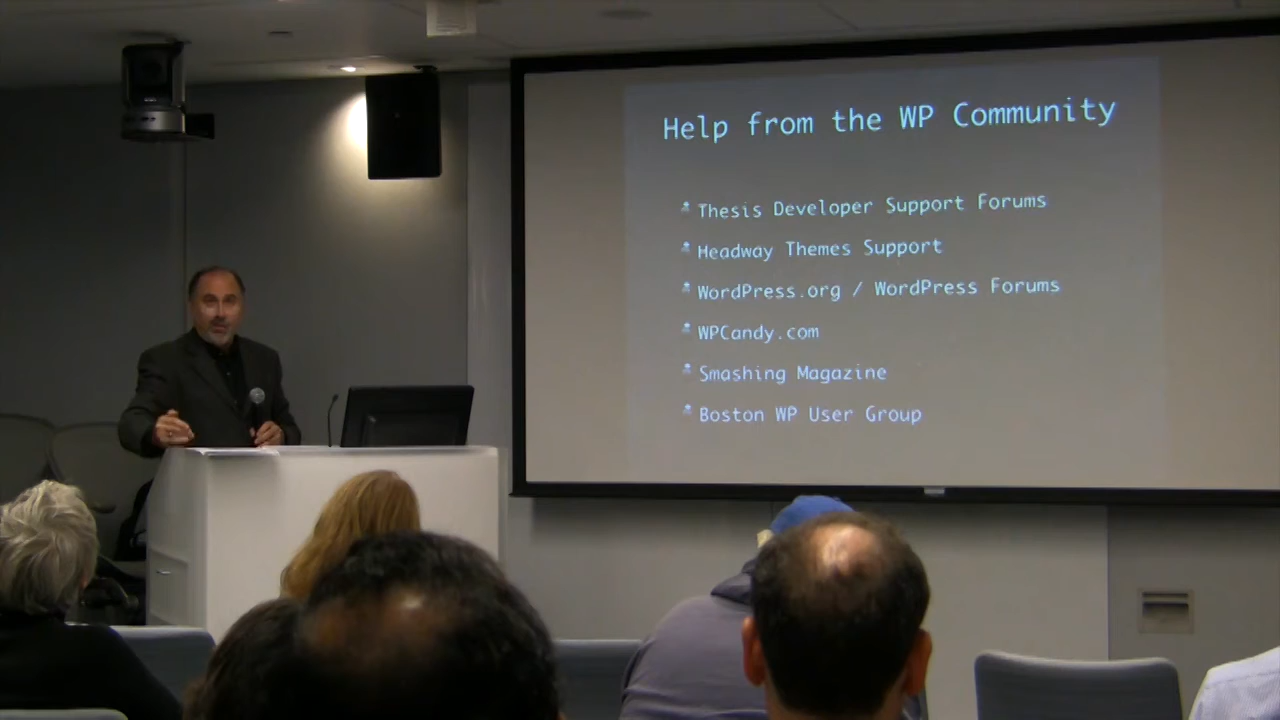 Help from the WP Community
Thesis Developer Support Forums
Headway Themes Support
WordPress.org / WordPress Forums
WPCandy.com
Smashing Magazine
Boston WP User Group